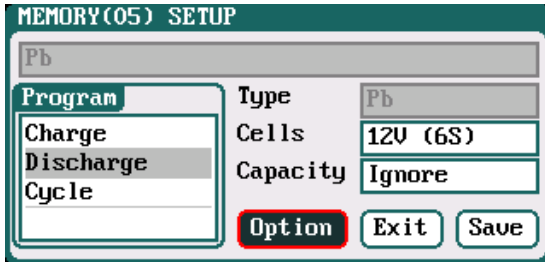 MEMORY(05) SETUP
Pb
Program
Charge
Discharge
Cycle
Type Pb
Cells 12V (6S)
Capacity Ignore
Option Exit Save